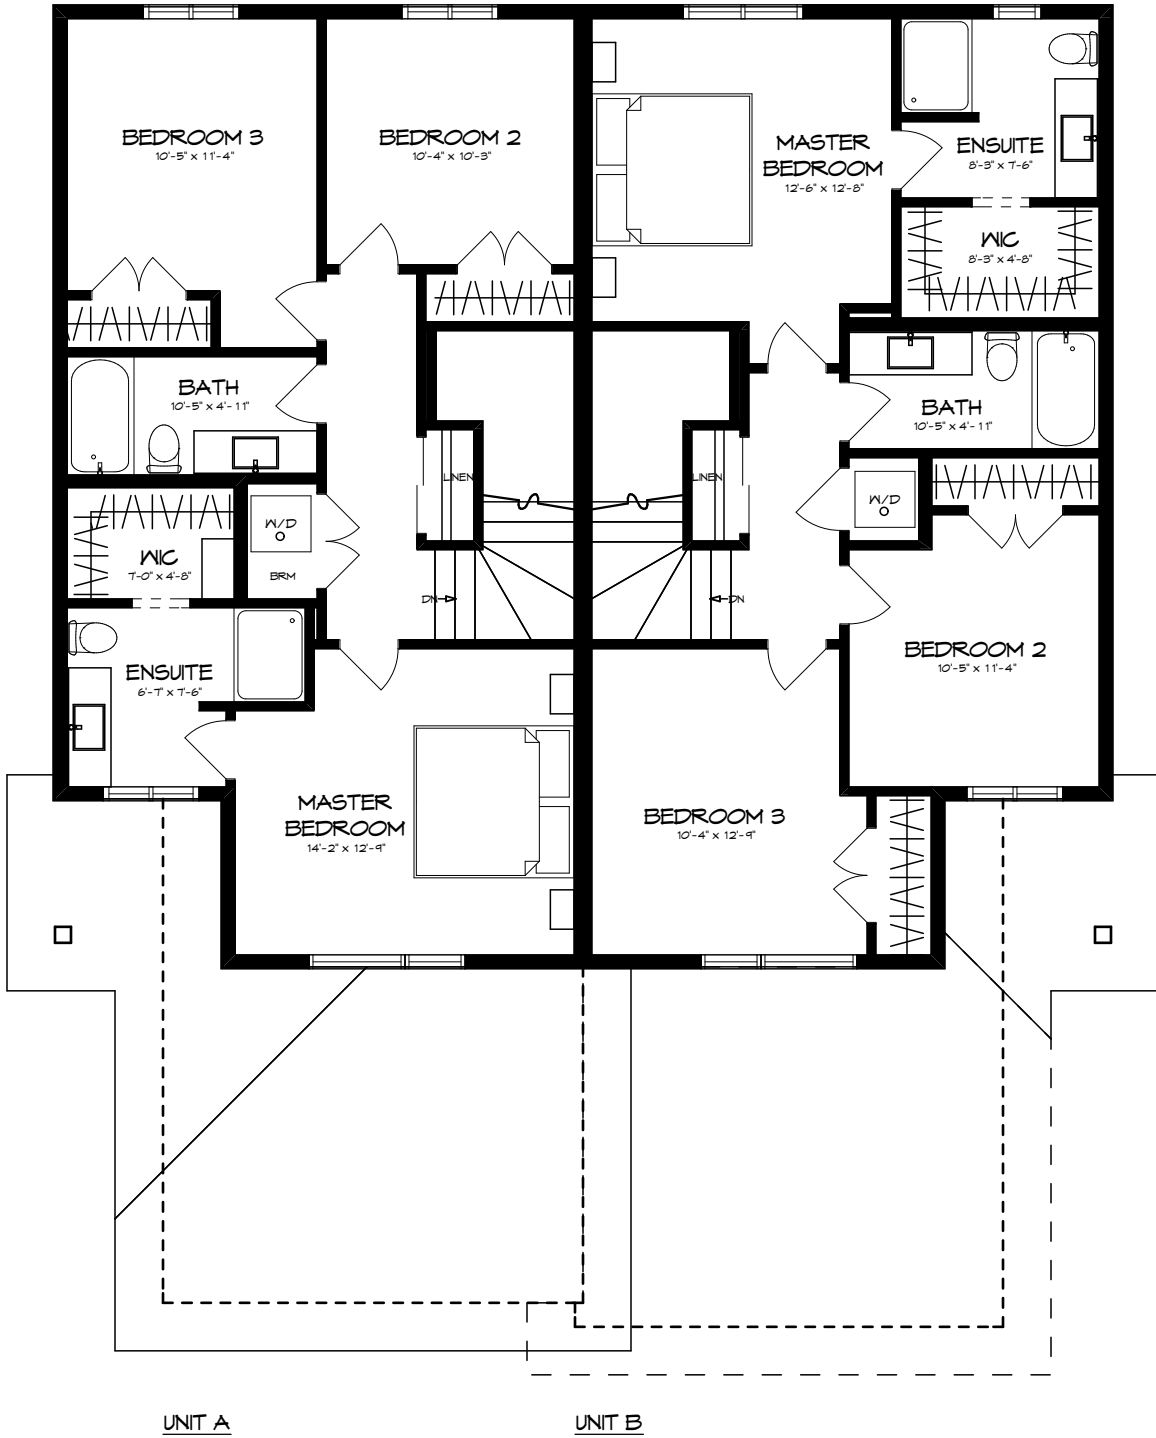 BEDROOM 3
10'-5" x 11'-4"
BEDROOM 2
10'-4" x 10'-3"
MASTER
BEDROOM
12'-6" x 12'-8"
ENSUITE
8'-3" x 7'-6"
WIC
8'-3" x 4'-8"
BATH
10'-5" x 4'-11"
BATH
10'-5" x 4'-11"
LINEN
LINEN
W/D
W/D
BRM
WIC
7'-0" x 4'-8"
DN
DN
ENSUITE
6'-7" x 7'-6"
BEDROOM 2
10'-5" x 11'-4"
MASTER
BEDROOM
14'-2" x 12'-9"
BEDROOM 3
10'-4" x 12'-9"
UNIT A
UNIT B